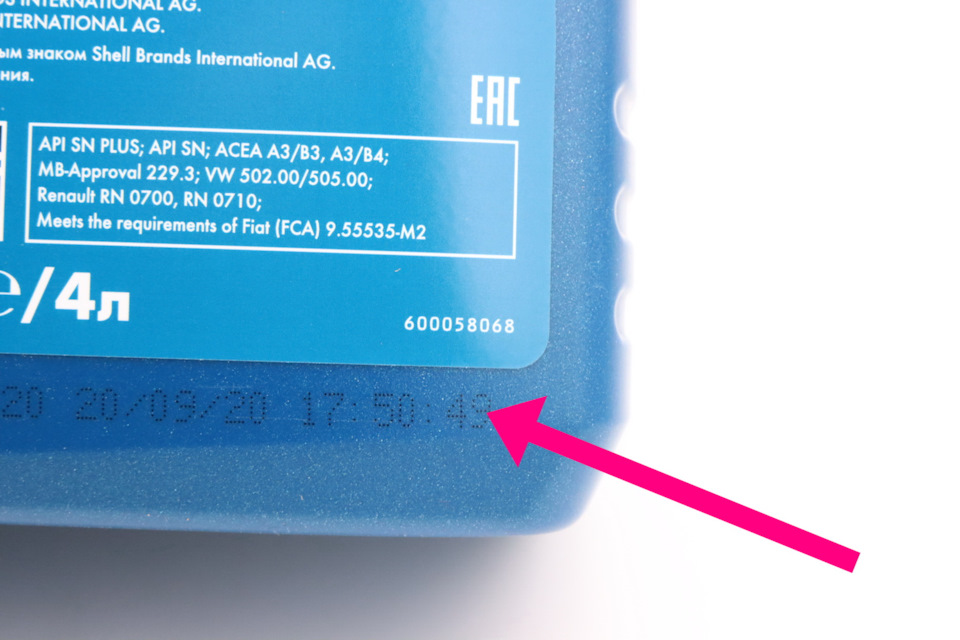 INTERNATIONAL AG.
INTERNATIONAL AG.
знаком Shell Brands International AG.
EAC
API SN PLUS; API SN; ACEA A3/B3, A3/B4;
MB-Approval 229.3; VW 502.00/505.00;
Renault RN 0700, RN 0710;
Meets the requirements of Fiat (FCA) 9.55535-M2
e/4л
600058068
20 20/09/20 17:50:49